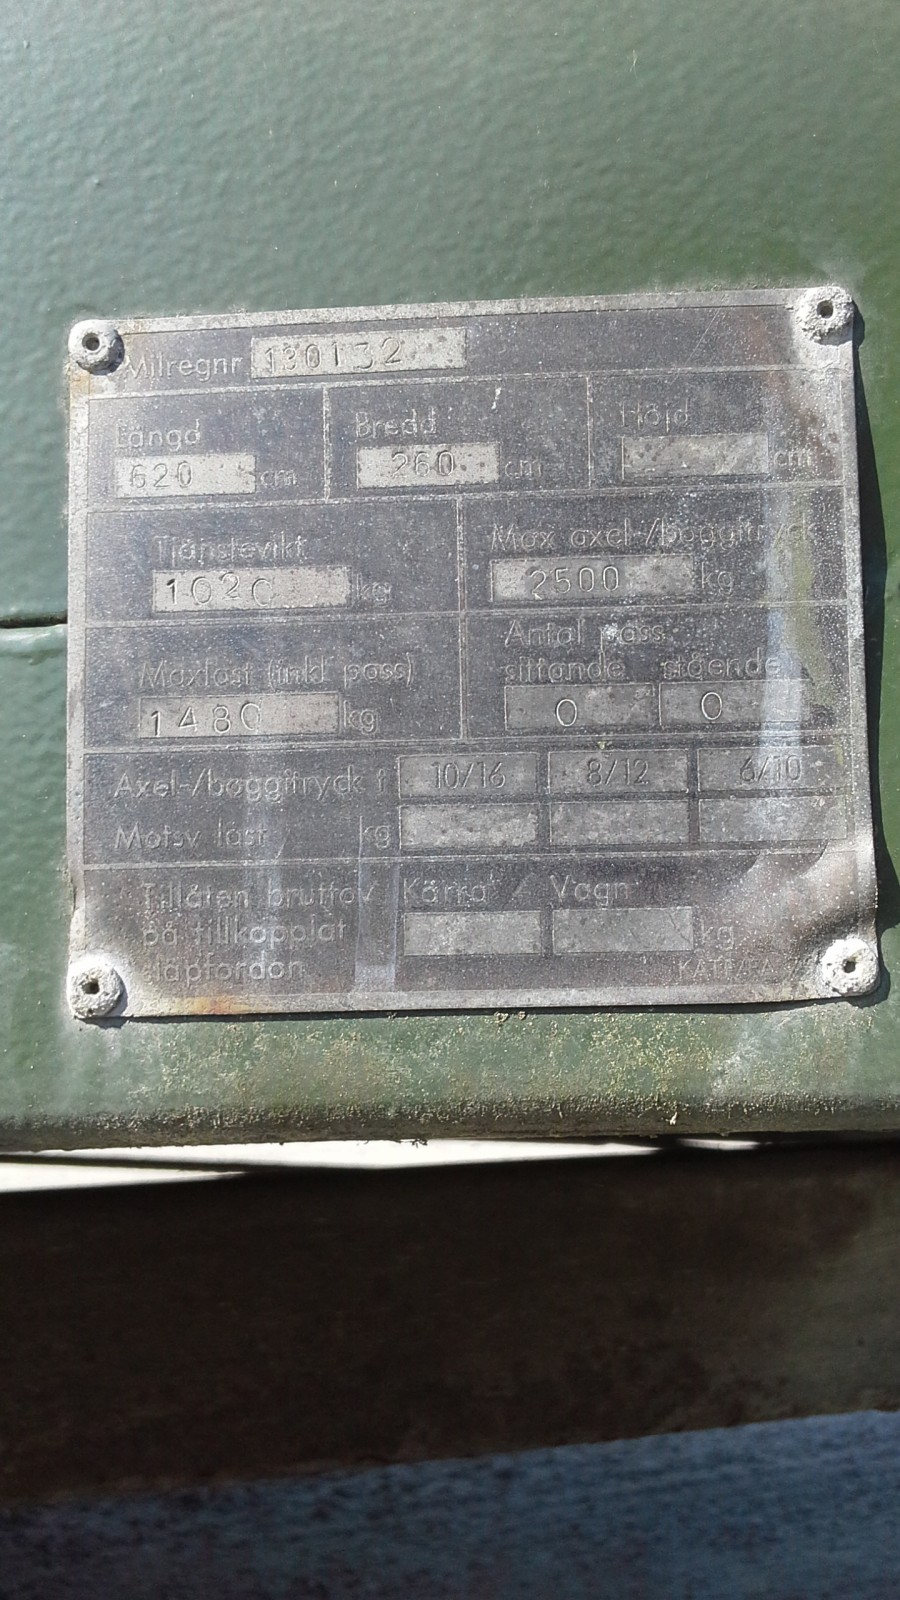 Milregnr 130132
Längd Bredd Höjd
620 cm 260 cm cm
Tjänstevikt Max axel-/boggitryck
1020 kg 2500 kg
Maxlast (inkl pass) Antal pass
sittande stående
1480 kg 0 0
Axel-/boggitryck t 10/16 8/12 6/10
Motsv last kg
Tillåten bruttov Kärra / Vagn
på tillkopplat kg
släpfordon